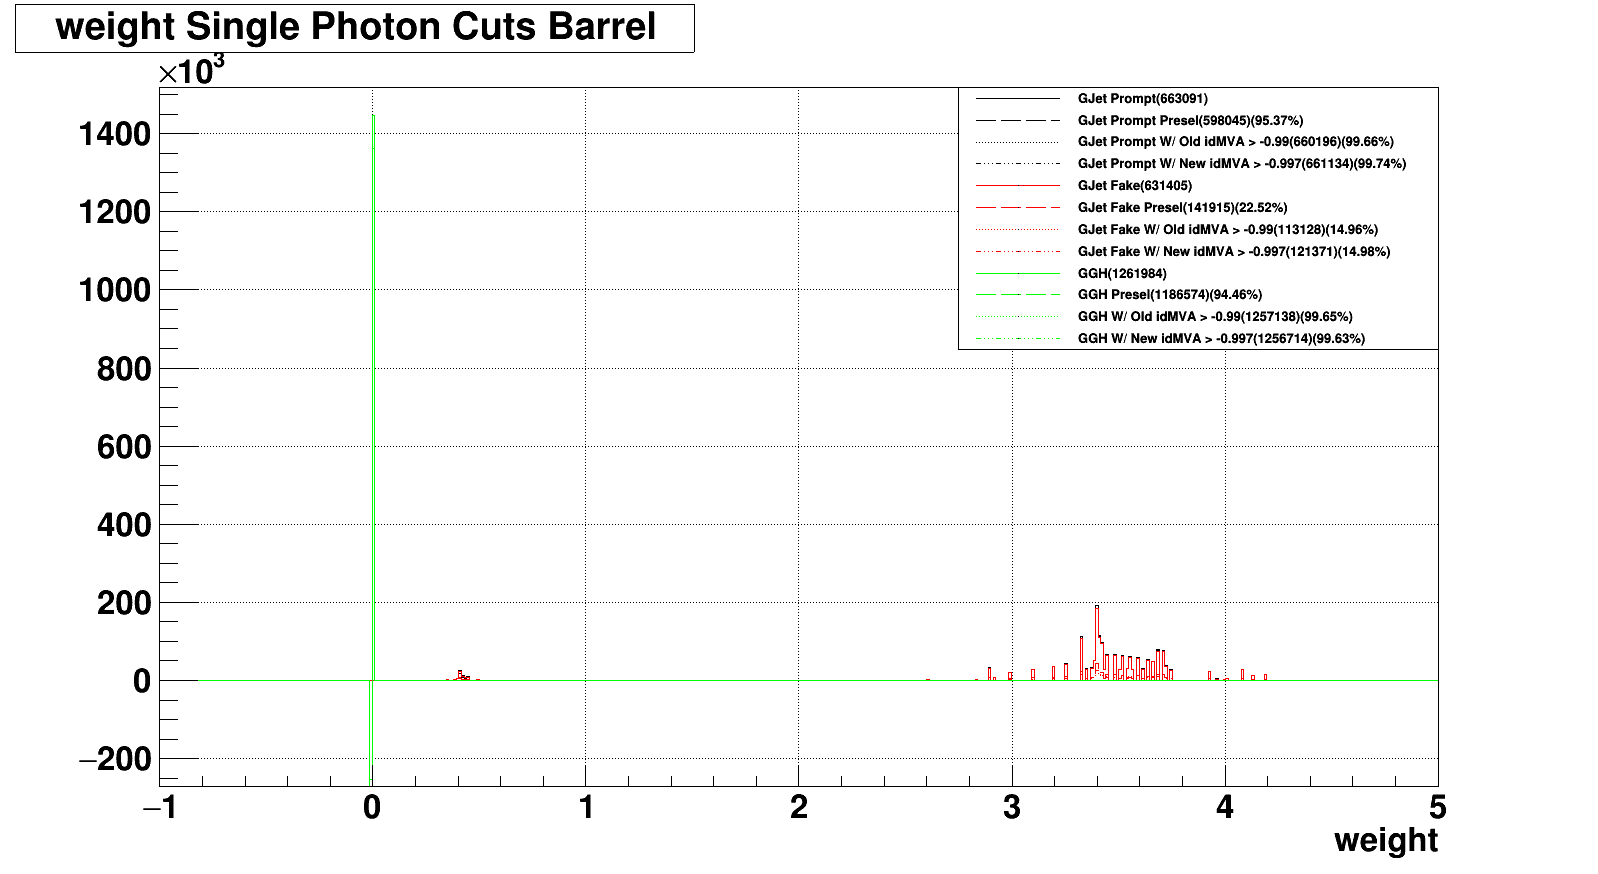 weight Single Photon Cuts Barrel
×10³
1400
1200
1000
800
600
400
200
0
−200
−1 0 1 2 3 4 5
weight
GJet Prompt(663091)
GJet Prompt Presel(598045)(95.37%)
GJet Prompt W/ Old idMVA > -0.99(660196)(99.66%)
GJet Prompt W/ New idMVA > -0.997(661134)(99.74%)
GJet Fake(631405)
GJet Fake Presel(141915)(22.52%)
GJet Fake W/ Old idMVA > -0.99(113128)(14.96%)
GJet Fake W/ New idMVA > -0.997(121371)(14.98%)
GGH(1261984)
GGH Presel(1186574)(94.46%)
GGH W/ Old idMVA > -0.99(1257138)(99.65%)
GGH W/ New idMVA > -0.997(1256714)(99.63%)